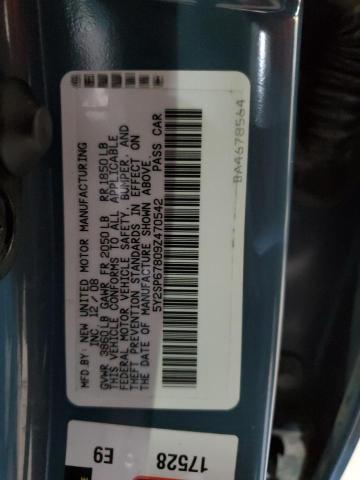 MFD.BY: NEW UNITED MOTOR MANUFACTURING
INC. 12/08
GVWR 3860LB GAWR FR 2050LB RR 1850LB
THIS VEHICLE CONFORMS TO ALL APPLICABLE
FEDERAL MOTOR VEHICLE SAFETY, BUMPER, AND
THEFT PREVENTION STANDARDS IN EFFECT ON
THE DATE OF MANUFACTURE SHOWN ABOVE.
5Y2SP67809Z470542 PASS CAR
BA4678564
17528
E9